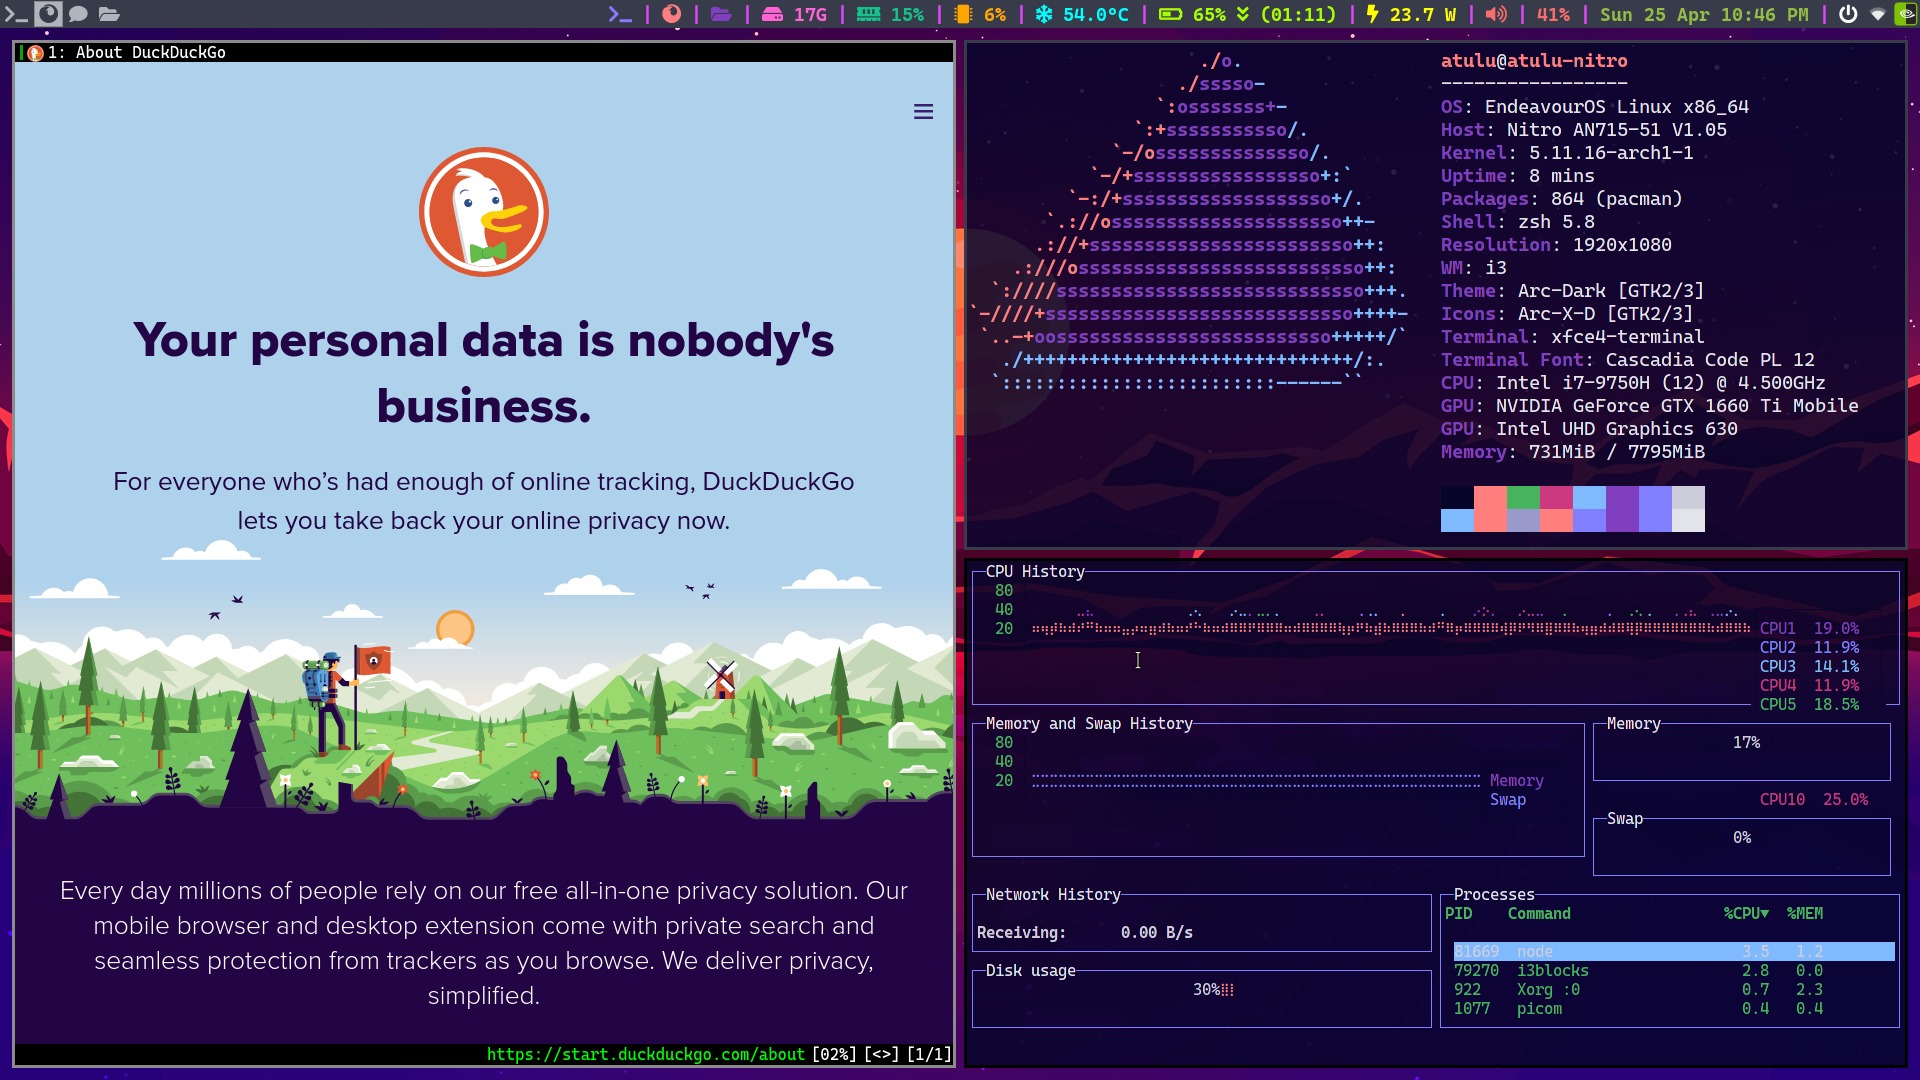 17G 15% 6% 54.0°C 65% (01:11) 23.7 W 41% Sun 25 Apr 10:46 PM
1: About DuckDuckGo
Your personal data is nobody's
business.
For everyone who’s had enough of online tracking, DuckDuckGo
lets you take back your online privacy now.
Every day millions of people rely on our free all-in-one privacy solution. Our
mobile browser and desktop extension come with private search and
seamless protection from trackers as you browse. We deliver privacy,
simplified.
https://start.duckduckgo.com/about [02%] [<>] [1/1]
atulu@atulu-nitro
-----------------
OS: EndeavourOS Linux x86_64
Host: Nitro AN715-51 V1.05
Kernel: 5.11.16-arch1-1
Uptime: 8 mins
Packages: 864 (pacman)
Shell: zsh 5.8
Resolution: 1920x1080
WM: i3
Theme: Arc-Dark [GTK2/3]
Icons: Arc-X-D [GTK2/3]
Terminal: xfce4-terminal
Terminal Font: Cascadia Code PL 12
CPU: Intel i7-9750H (12) @ 4.500GHz
GPU: NVIDIA GeForce GTX 1660 Ti Mobile
GPU: Intel UHD Graphics 630
Memory: 731MiB / 7795MiB
CPU History
80
40
20
CPU1 19.0%
CPU2 11.9%
CPU3 14.1%
CPU4 11.9%
CPU5 18.5%
Memory and Swap History
80
40
20
Memory
Swap
Memory
17%
CPU10 25.0%
Swap
0%
Network History
Receiving: 0.00 B/s
Disk usage
30%
Processes
PID Command %CPU▼ %MEM
81669 node 3.5 1.2
79270 i3blocks 2.8 0.0
922 Xorg :0 0.7 2.3
1077 picom 0.4 0.4